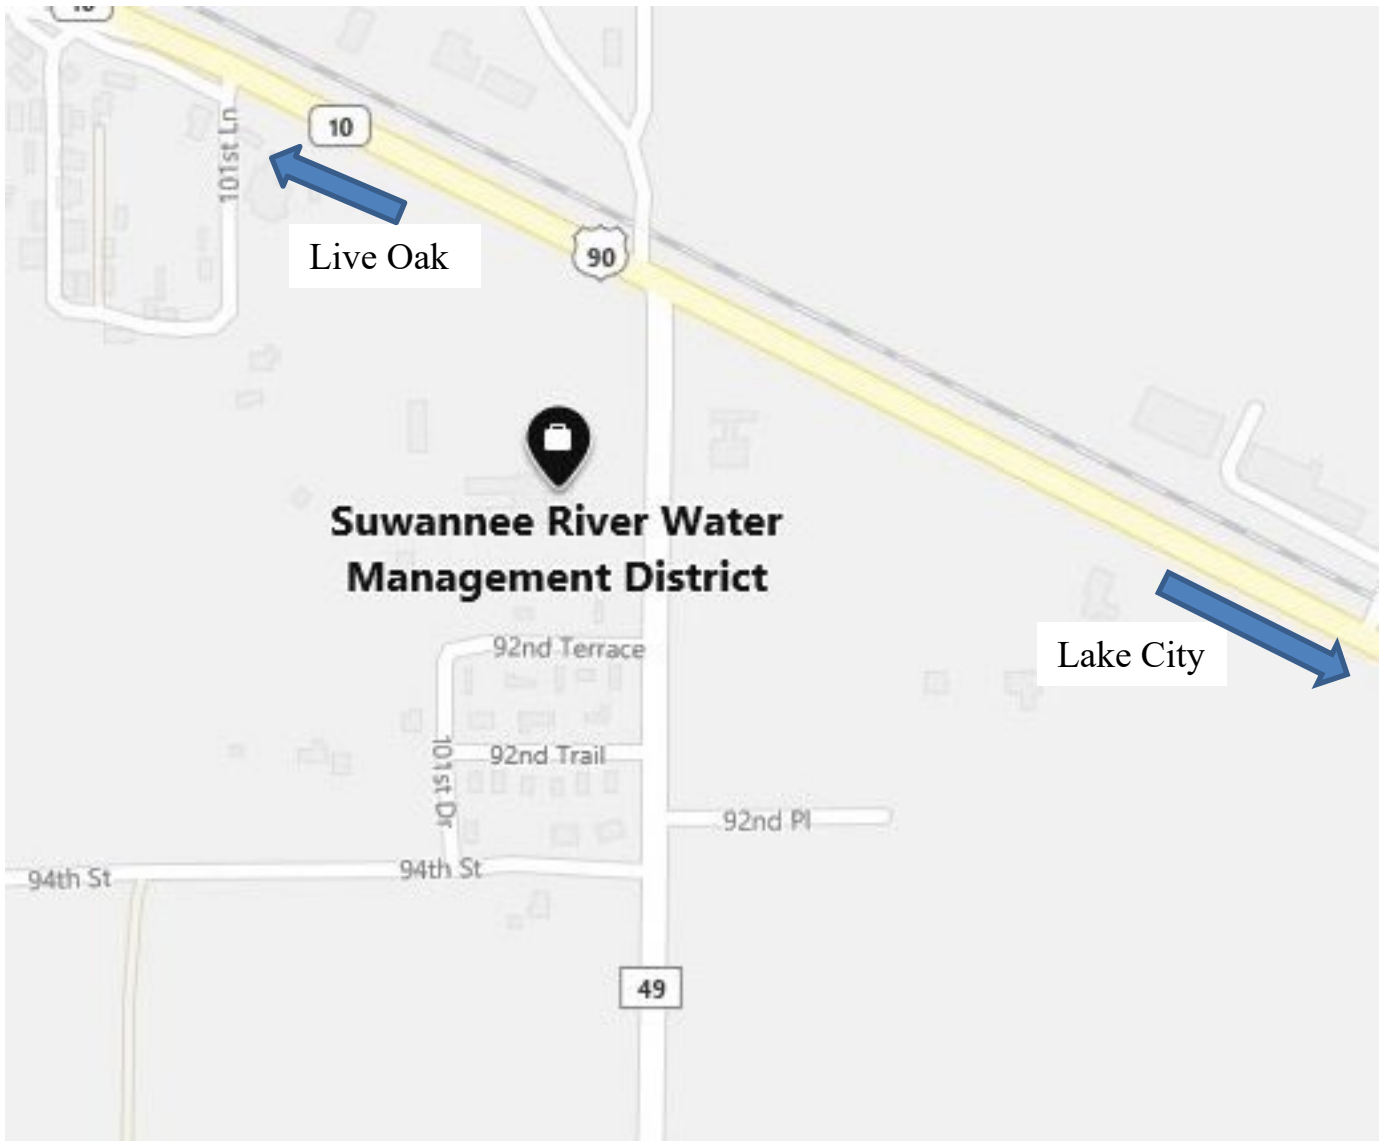 10
101st Ln
10
Live Oak
90
Suwannee River Water
Management District
92nd Terrace
Lake City
92nd Trail
101st Dr
92nd Pl
94th St
94th St
49